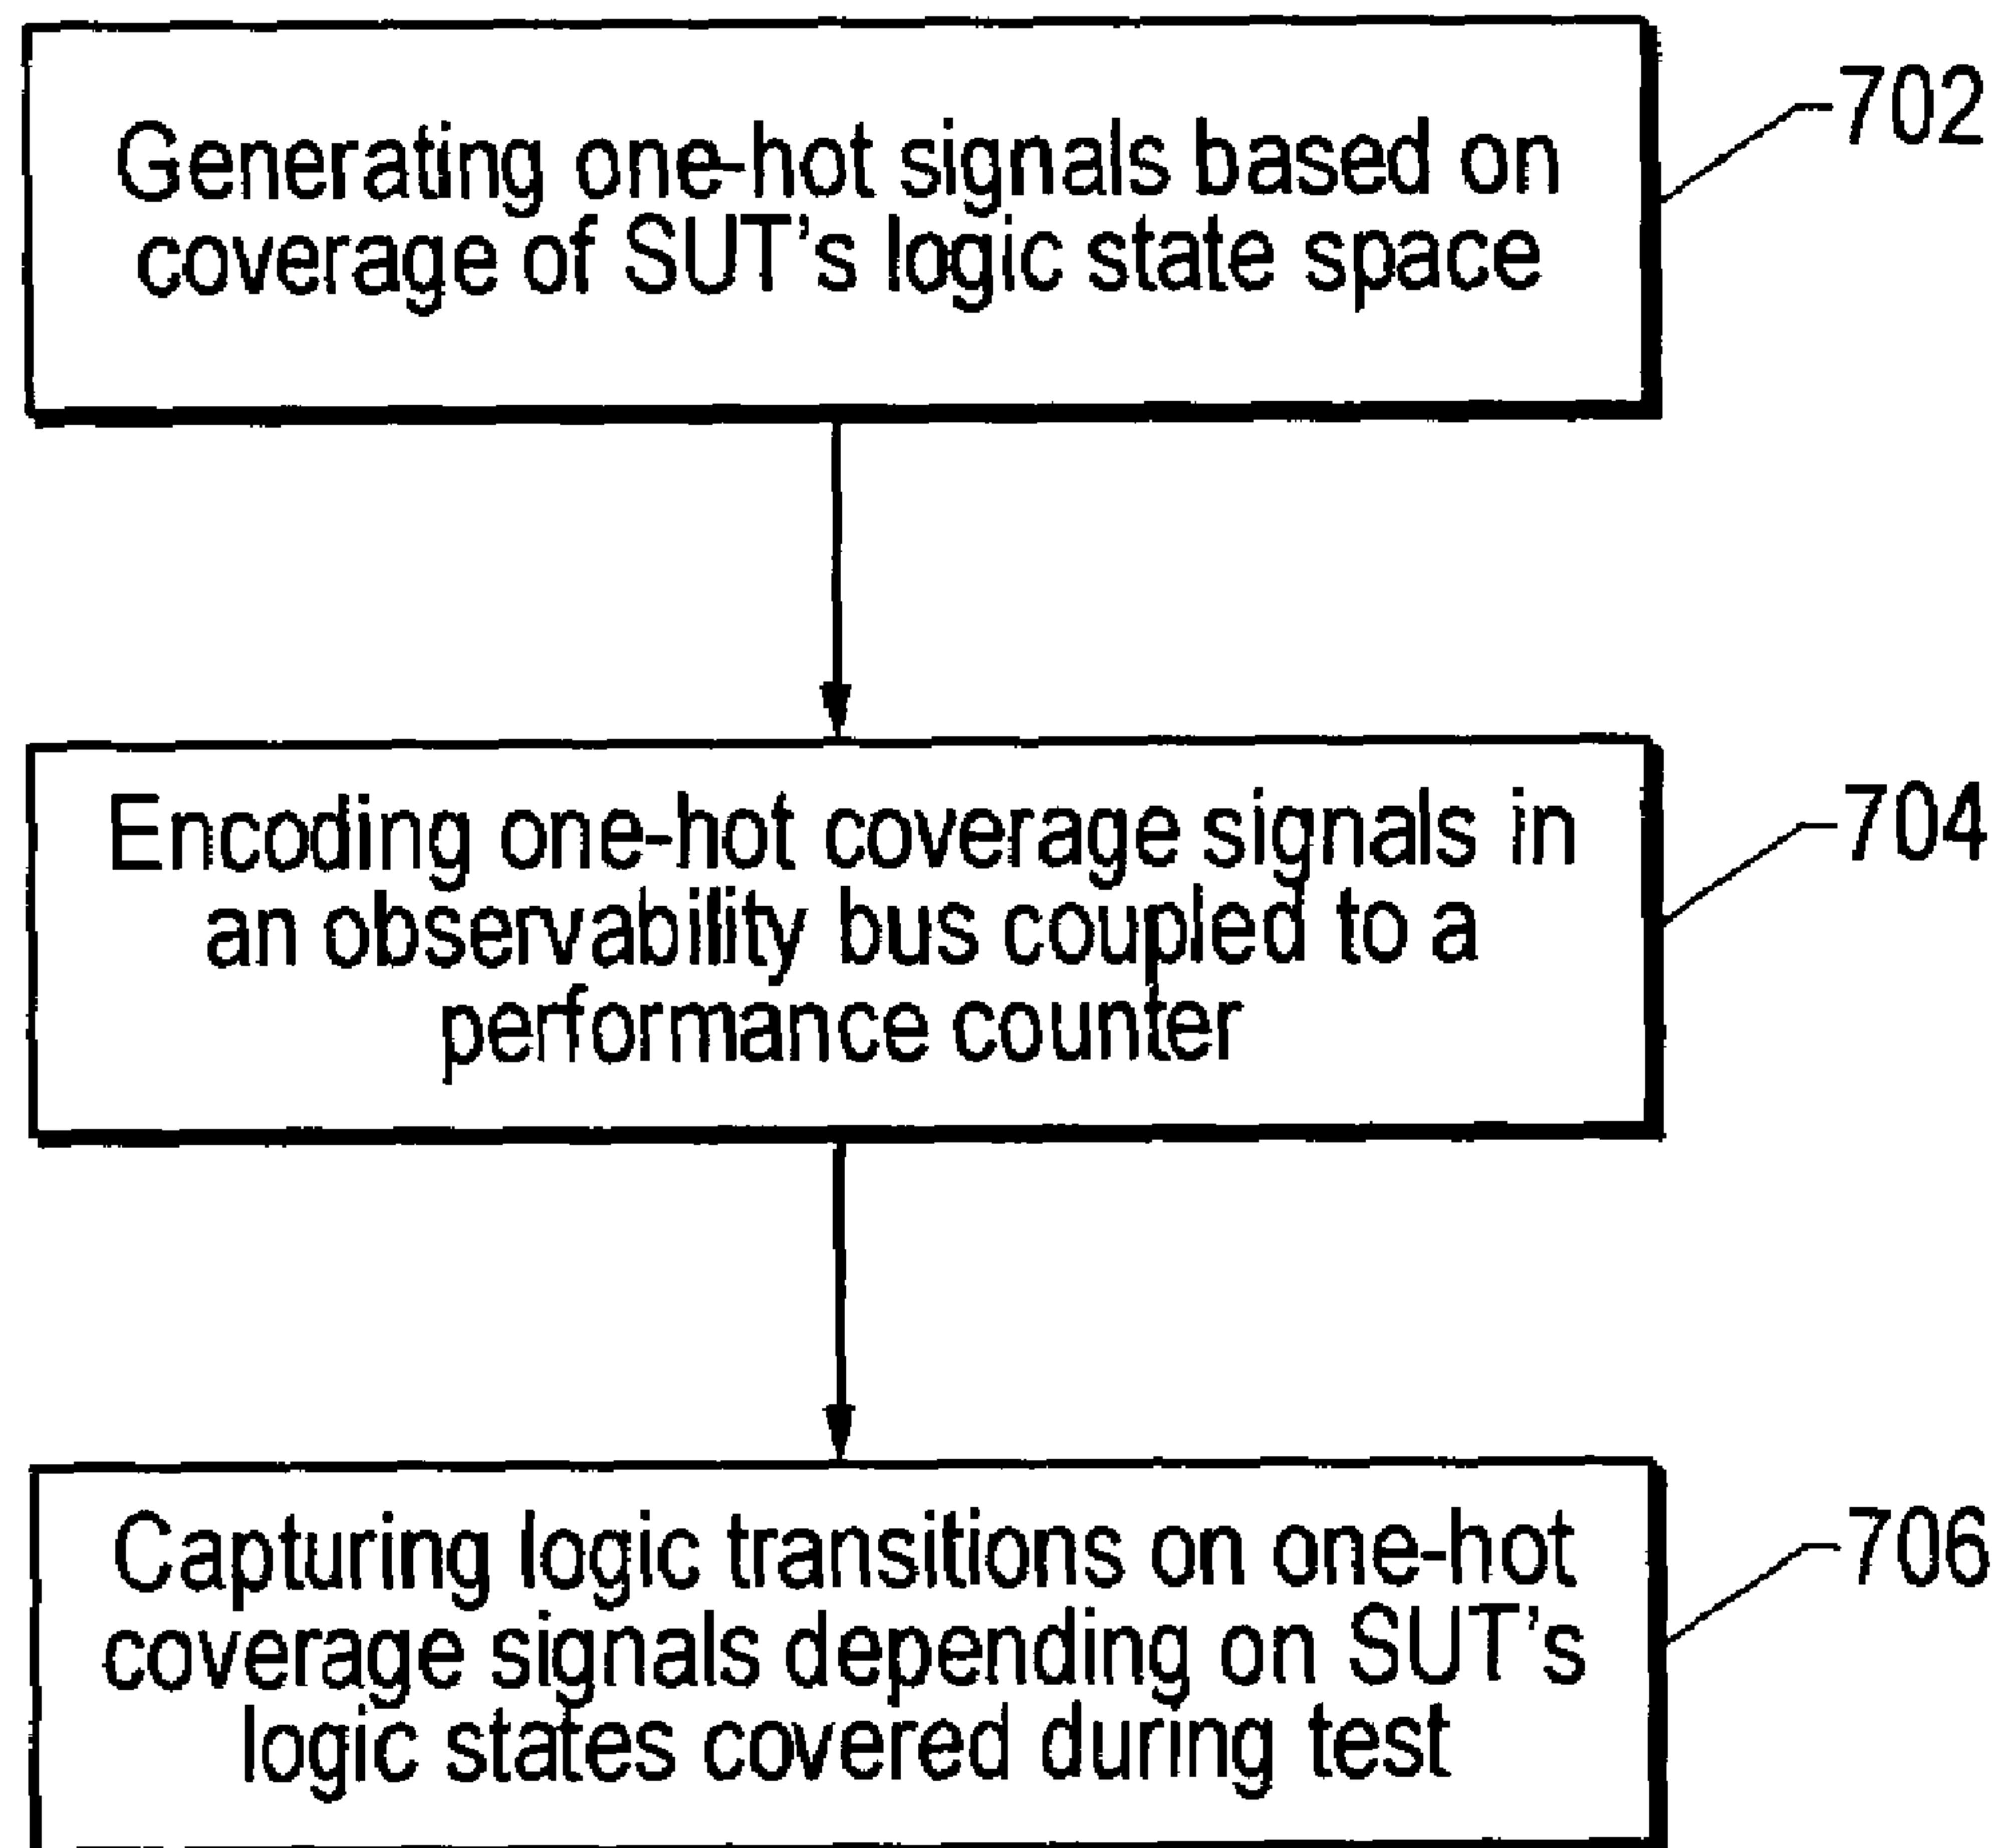 Generating one-hot signals based on
coverage of SUT's logic state space
702
Encoding one-hot coverage signals in
an observability bus coupled to a
performance counter
704
Capturing logic transitions on one-hot
coverage signals depending on SUT's
logic states covered during test
706